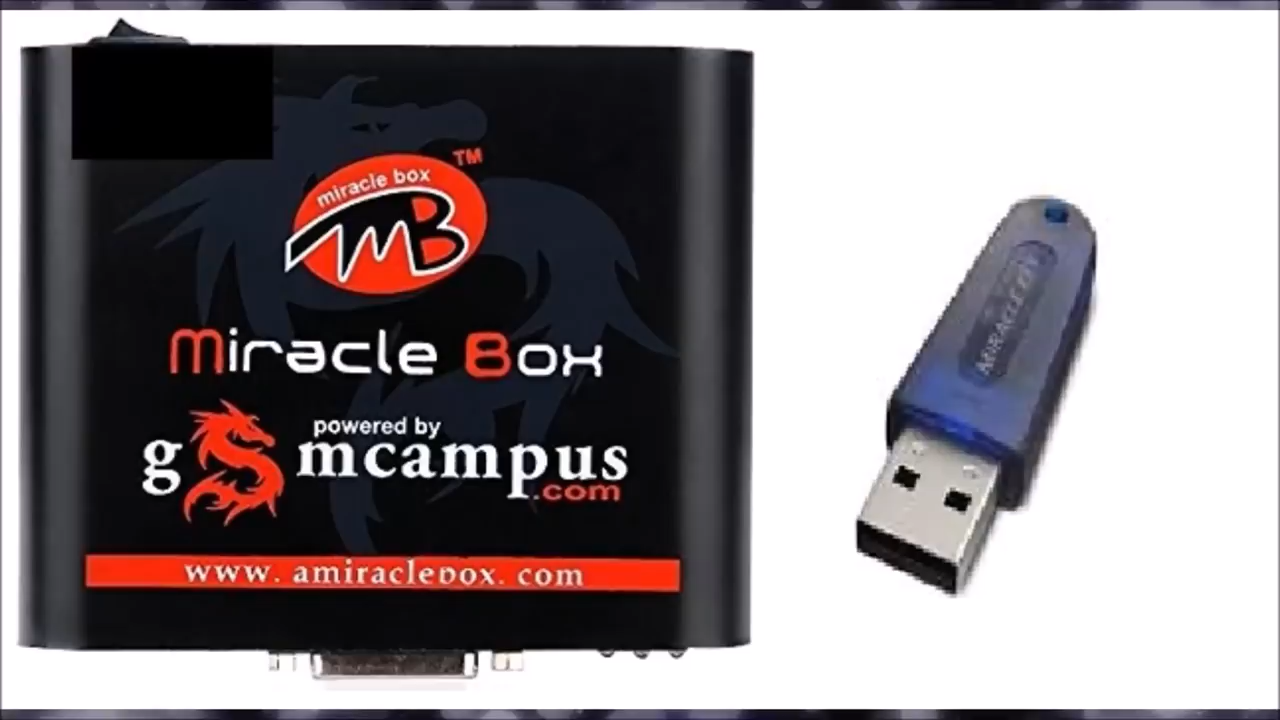 miracle box
TM
MB
Miracle Box
powered by
gsmcampus
.com
www. amiraclebox. com